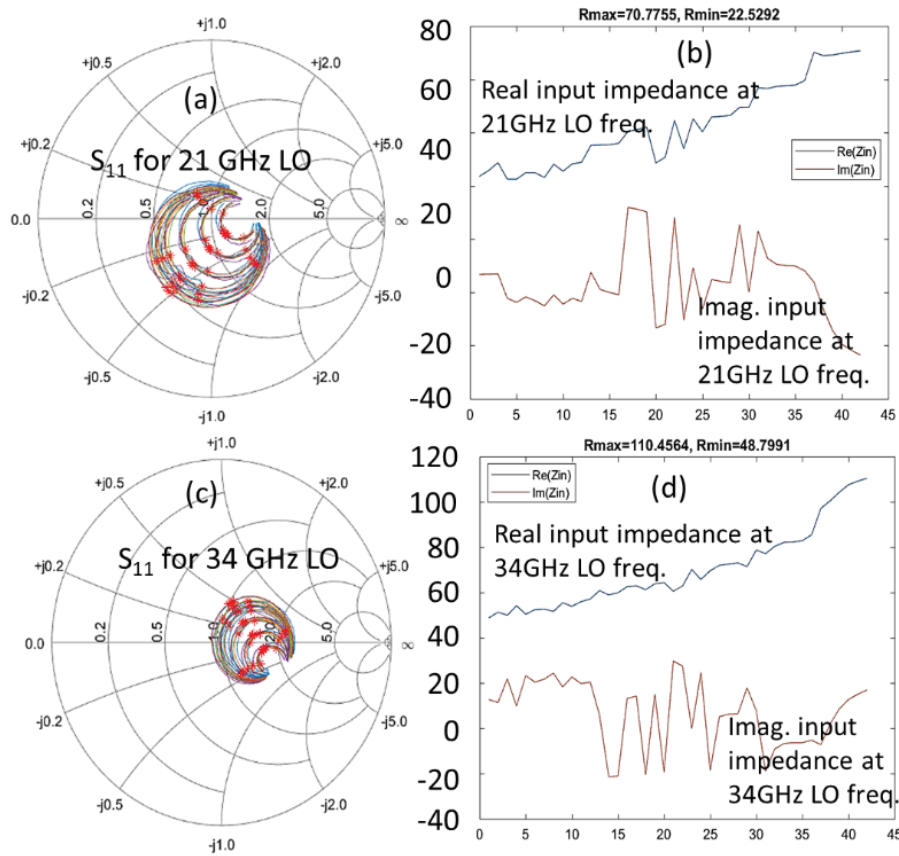 +j1.0
+j0.5
(a)
+j2.0
+j0.2
S11 for 21 GHz LO
+j5.0
0.0
0.2
0.5
1.0
2.0
5.0
∞
-j0.2
-j5.0
-j0.5
-j2.0
-j1.0
Rmax=70.7755, Rmin=22.5292
80
60
40
20
0
-20
-40
(b)
Real input impedance at
21GHz LO freq.
Re(Zin)
Im(Zin)
Imag. input
impedance at
21GHz LO freq.
0 5 10 15 20 25 30 35 40 45
+j1.0
+j0.5
(c)
+j2.0
S11 for 34 GHz LO
+j0.2
+j5.0
0.0
0.2
0.5
1.0
2.0
5.0
∞
-j0.2
-j5.0
-j0.5
-j2.0
-j1.0
Rmax=110.4564, Rmin=48.7991
120
100
80
60
40
20
0
-20
-40
Re(Zin)
Im(Zin)
(d)
Real input impedance at
34GHz LO freq.
Imag. input
impedance at
34GHz LO freq.
0 5 10 15 20 25 30 35 40 45